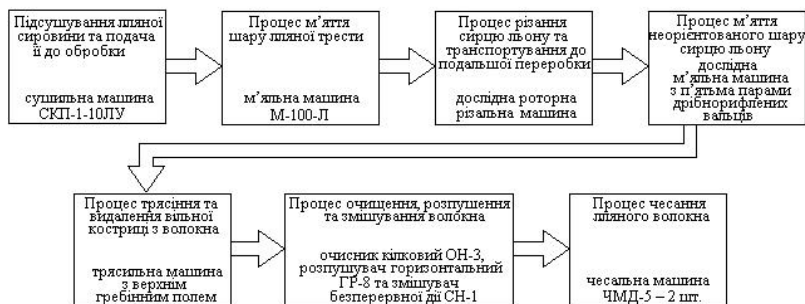 Підсушування лляної
сировини та подача
її до обробки
сушильна машина
СКП-1-10ЛУ
Процес м’яття
шару лляної трести
м’яльна машина
М-100-Л
Процес різання
сирцю льону та
транспортування до
подальшої переробки
дослідна роторна
різальна машина
Процес м’яття
неорієнтованого шару
сирцю льону
дослідна
м’яльна машина
з п’ятьма парами
дрібнорифлених
вальців
Процес трясіння та
видалення вільної
костриці з волокна
трясильна машина
з верхнім
гребінним полем
Процес очищення, розпушення
та змішування волокна
очисник кілковий ОН-3,
розпушувач горизонтальний
ГР-8 та змішувач
безперервної дії СН-1
Процес чесання
лляного волокна
чесальна машина
ЧМД-5 – 2 шт.